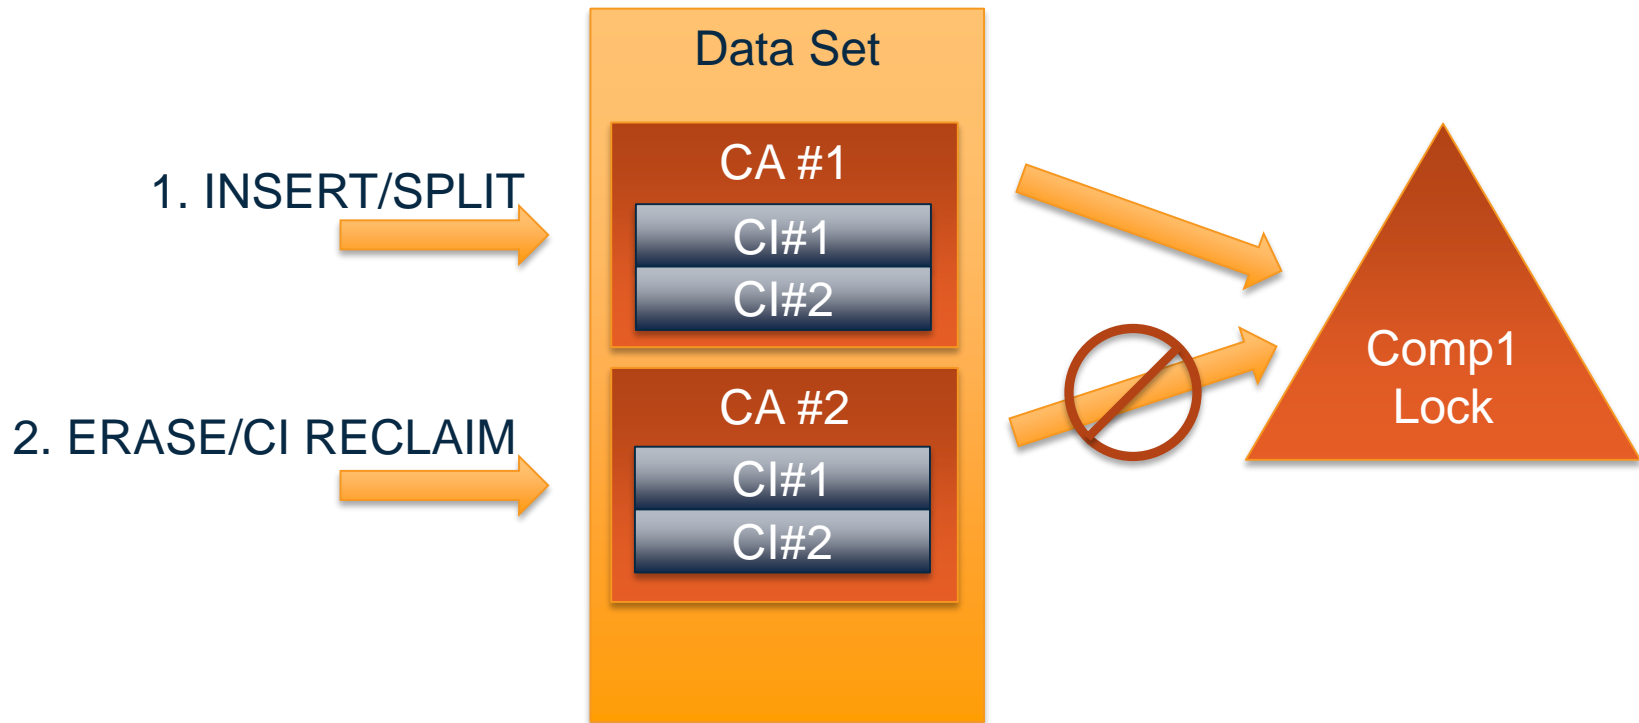 Data Set
1. INSERT/SPLIT
CA #1
CI#1
CI#2
2. ERASE/CI RECLAIM
CA #2
CI#1
CI#2
Comp1
Lock